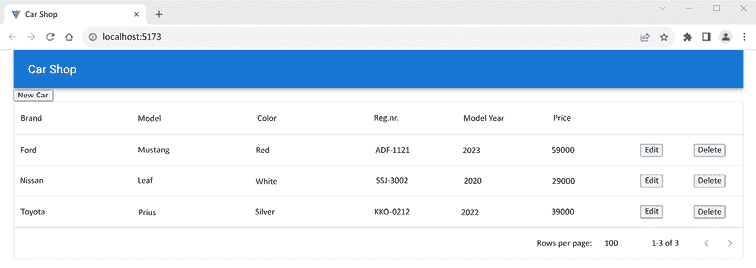 Car Shop
localhost:5173
Car Shop
New Car
Brand Model Color Reg.nr. Model Year Price
Ford Mustang Red ADF-1121 2023 59000 Edit Delete
Nissan Leaf White SSJ-3002 2020 29000 Edit Delete
Toyota Prius Silver KKO-0212 2022 39000 Edit Delete
Rows per page: 100 1-3 of 3